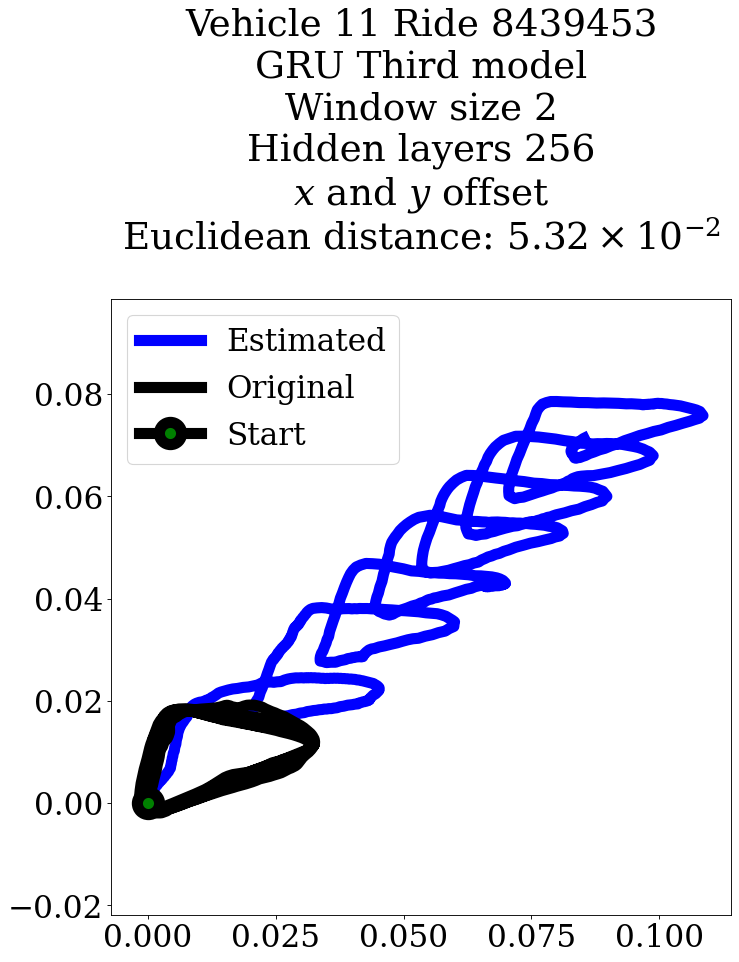 Vehicle 11 Ride 8439453
GRU Third model
Window size 2
Hidden layers 256
x and y offset
Euclidean distance: 5.32 × 10⁻²
Estimated
Original
Start
0.08
0.06
0.04
0.02
0.00
−0.02
0.000 0.025 0.050 0.075 0.100